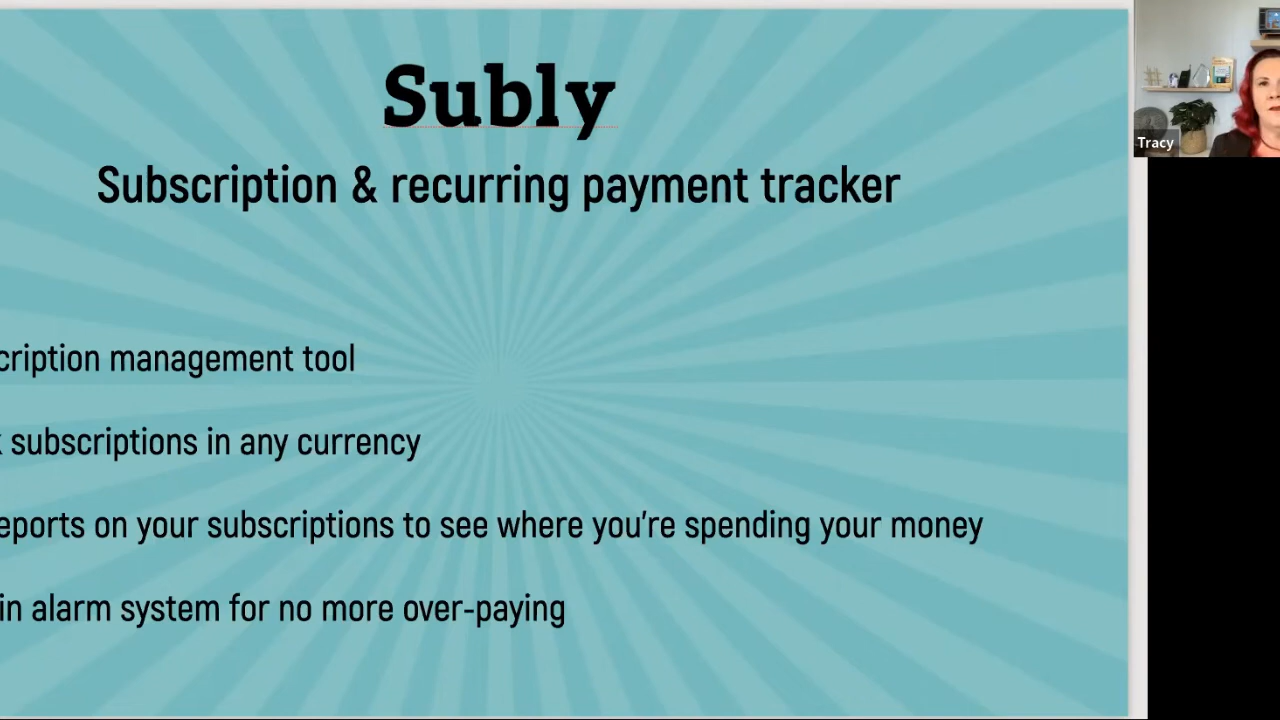 Subly
Subscription & recurring payment tracker
cription management tool
subscriptions in any currency
eports on your subscriptions to see where you're spending your money
in alarm system for no more over-paying
Tracy